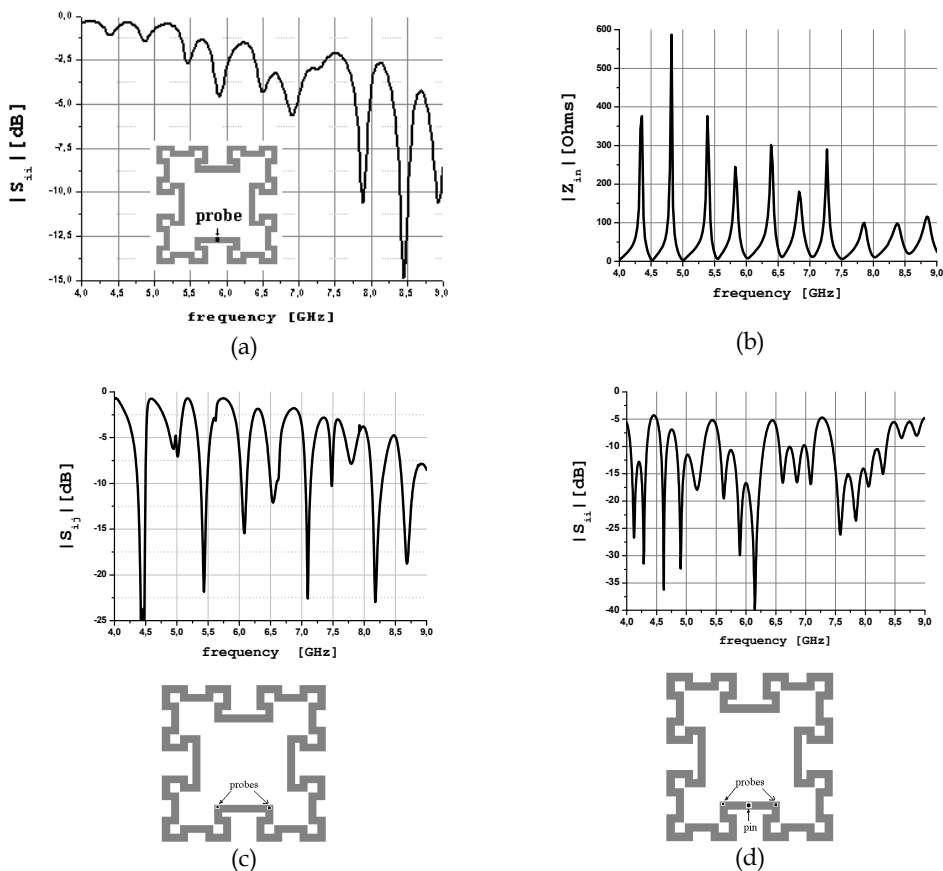 0,0
-2,5
-5,0
-7,5
-10,0
-12,5
-15,0
|S ii| [dB]
probe
4,0 4,5 5,0 5,5 6,0 6,5 7,0 7,5 8,0 8,5 9,0
frequency [GHz]
(a)
600
500
400
300
200
100
0
|Z in| [Ohms]
4,0 4,5 5,0 5,5 6,0 6,5 7,0 7,5 8,0 8,5 9,0
frequency [GHz]
(b)
0
-5
-10
-15
-20
-25
|S ij| [dB]
4,0 4,5 5,0 5,5 6,0 6,5 7,0 7,5 8,0 8,5 9,0
frequency [GHz]
probes
(c)
0
-5
-10
-15
-20
-25
-30
-35
-40
|S ii| [dB]
4,0 4,5 5,0 5,5 6,0 6,5 7,0 7,5 8,0 8,5 9,0
frequency [GHz]
probes
pin
(d)